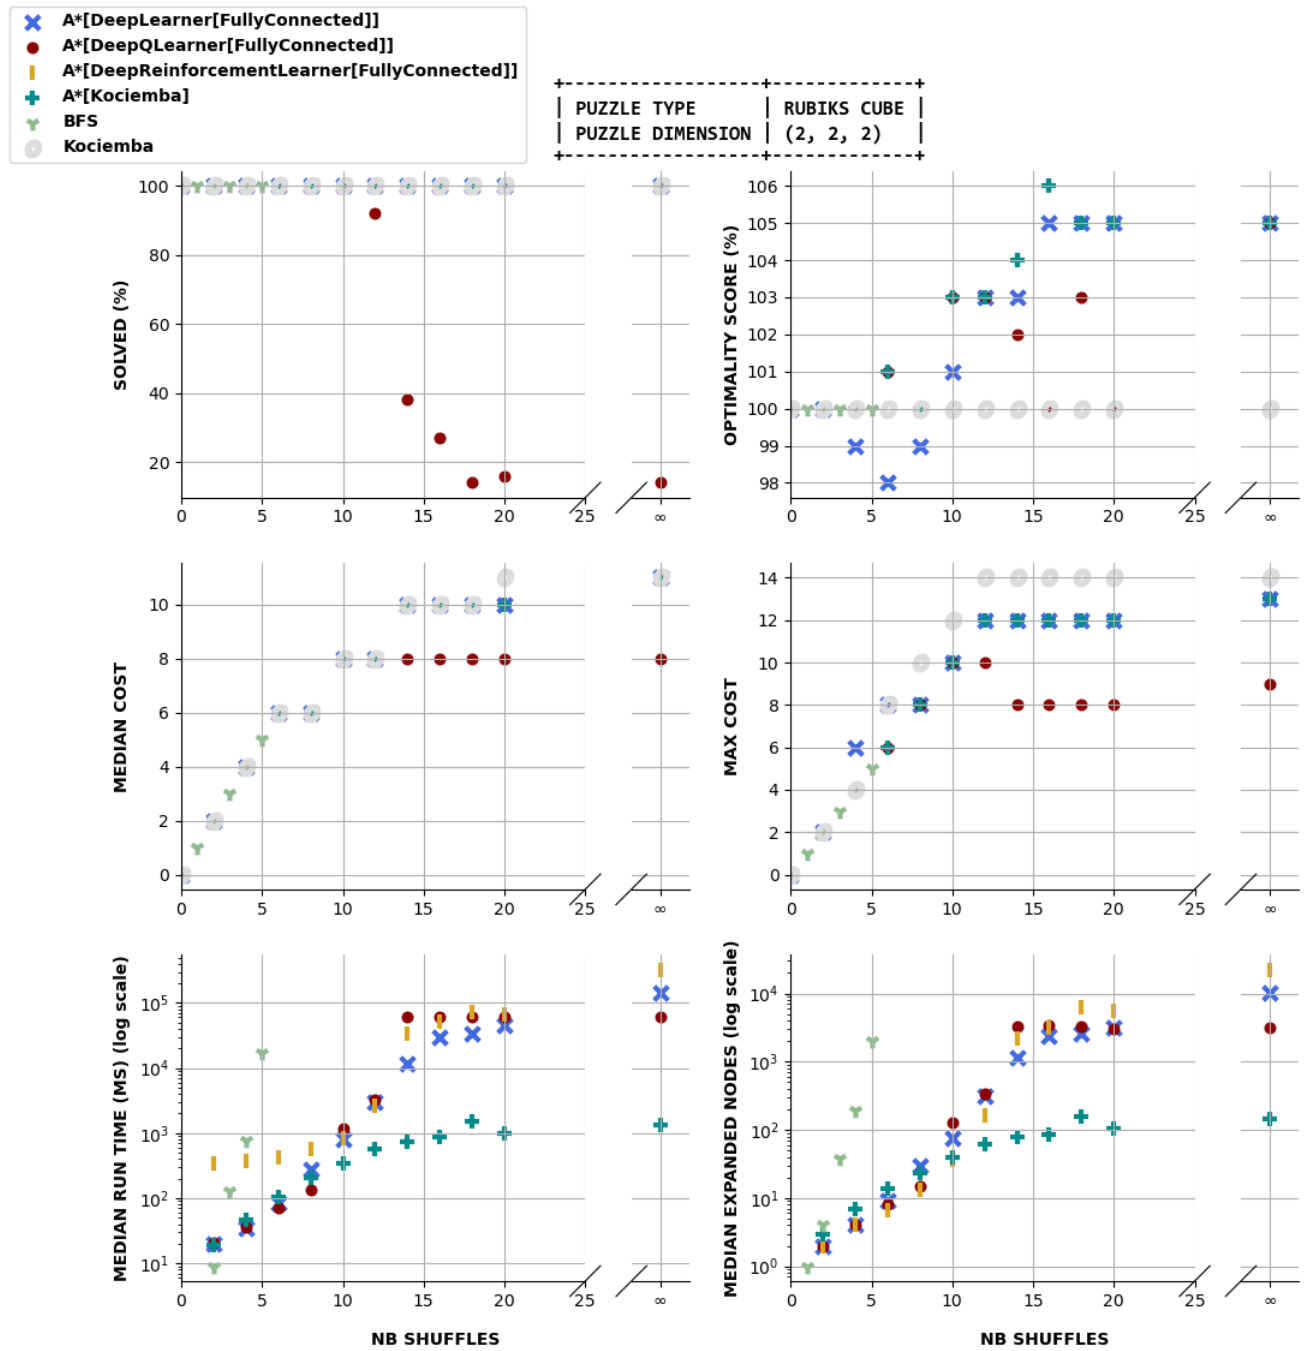 A*[DeepLearner[FullyConnected]]
A*[DeepQLearner[FullyConnected]]
A*[DeepReinforcementLearner[FullyConnected]]
A*[Kociemba]
BFS
Kociemba
+--------------------+---------------+
| PUZZLE TYPE | RUBIKS CUBE |
| PUZZLE DIMENSION | (2, 2, 2) |
+--------------------+---------------+
SOLVED (%)
100
80
60
40
20
0 5 10 15 20 25 ∞
OPTIMALITY SCORE (%)
106
105
104
103
102
101
100
99
98
0 5 10 15 20 25 ∞
MEDIAN COST
10
8
6
4
2
0
0 5 10 15 20 25 ∞
MAX COST
14
12
10
8
6
4
2
0
0 5 10 15 20 25 ∞
MEDIAN RUN TIME (MS) (log scale)
10⁵
10⁴
10³
10²
10¹
0 5 10 15 20 25 ∞
NB SHUFFLES
MEDIAN EXPANDED NODES (log scale)
10⁴
10³
10²
10¹
10⁰
0 5 10 15 20 25 ∞
NB SHUFFLES